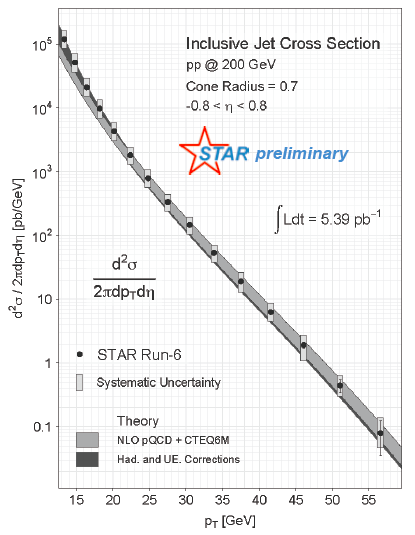 Inclusive Jet Cross Section
pp @ 200 GeV
Cone Radius = 0.7
-0.8 < η < 0.8
STAR preliminary
∫Ldt = 5.39 pb⁻¹
d²σ
2πdp_Tdη
STAR Run-6
Systematic Uncertainty
Theory
NLO pQCD + CTEQ6M
Had. and UE. Corrections
d²σ / 2πdp_Tdη [pb/GeV]
10⁵
10⁴
10³
10²
10
1
0.1
15 20 25 30 35 40 45 50 55
p_T [GeV]